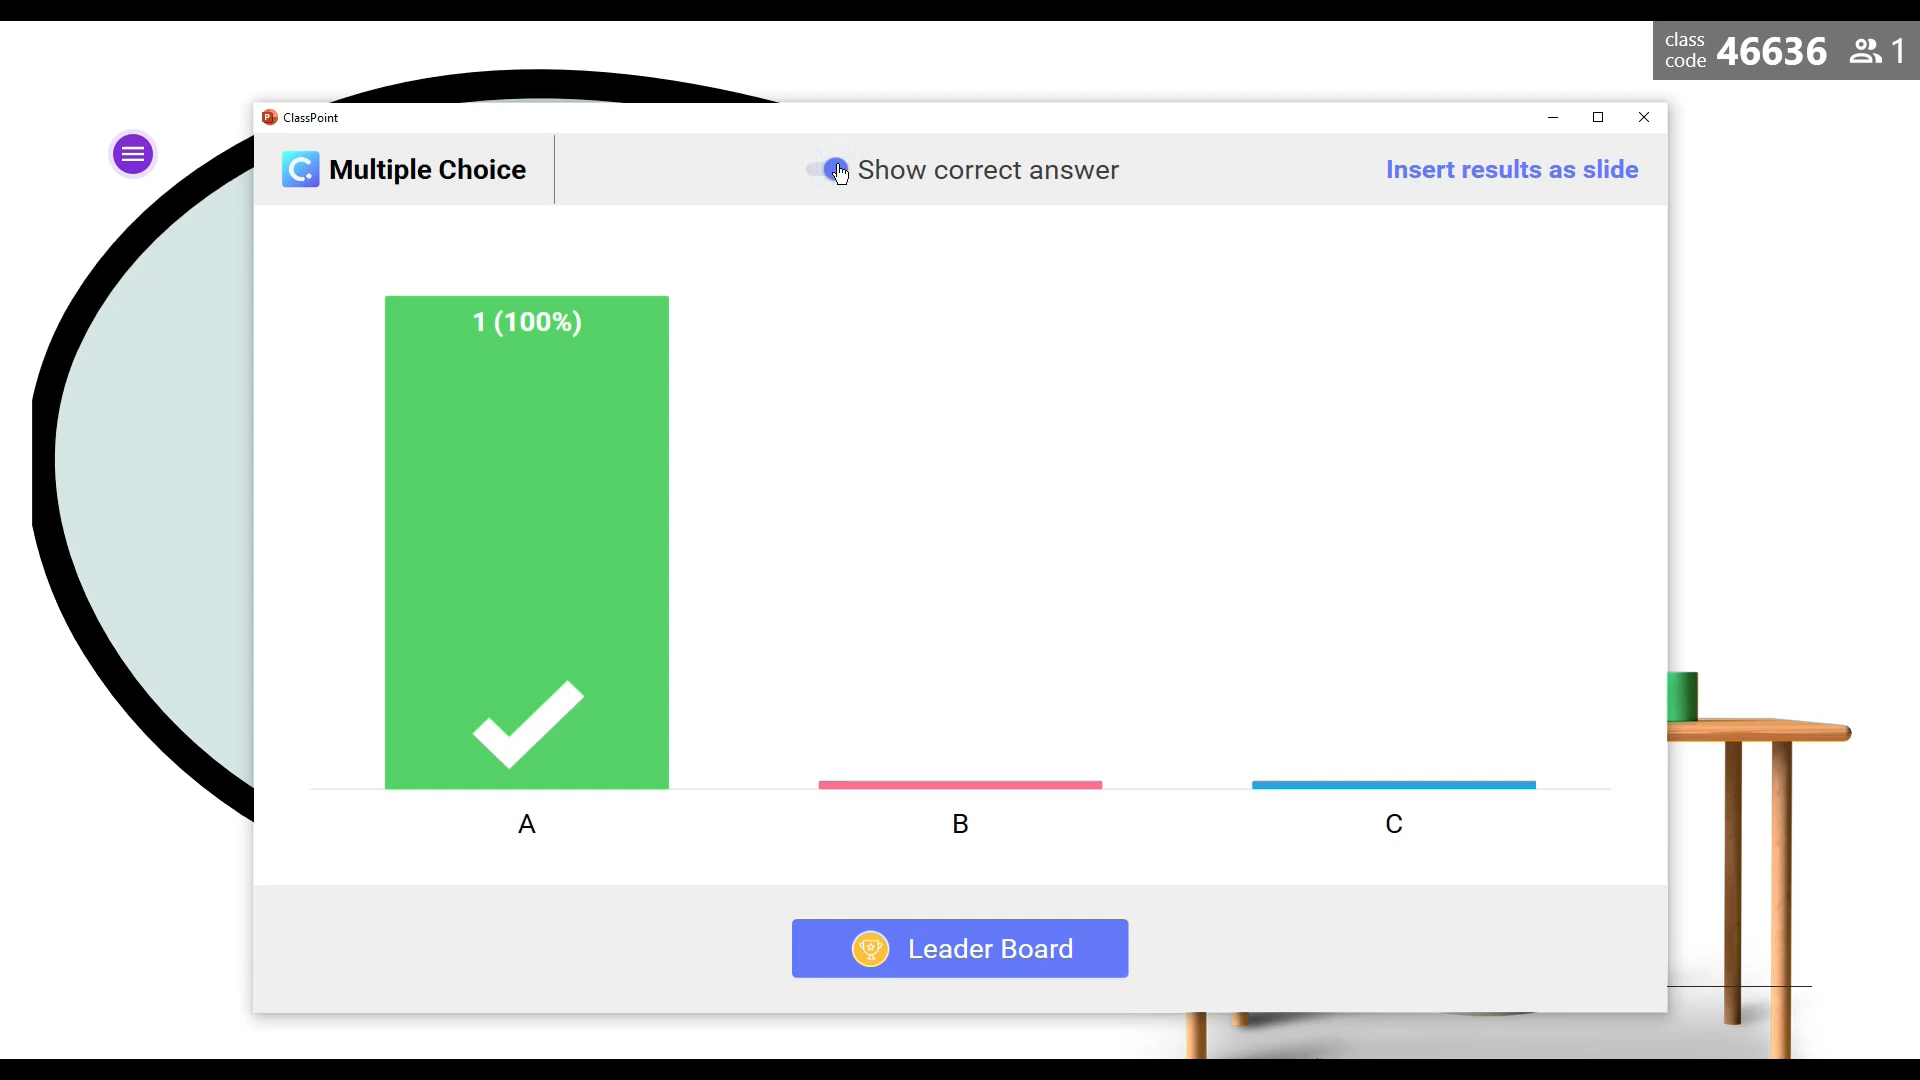 class
code 46636 1
ClassPoint
Multiple Choice
Show correct answer
Insert results as slide
1 (100%)
A B C
Leader Board